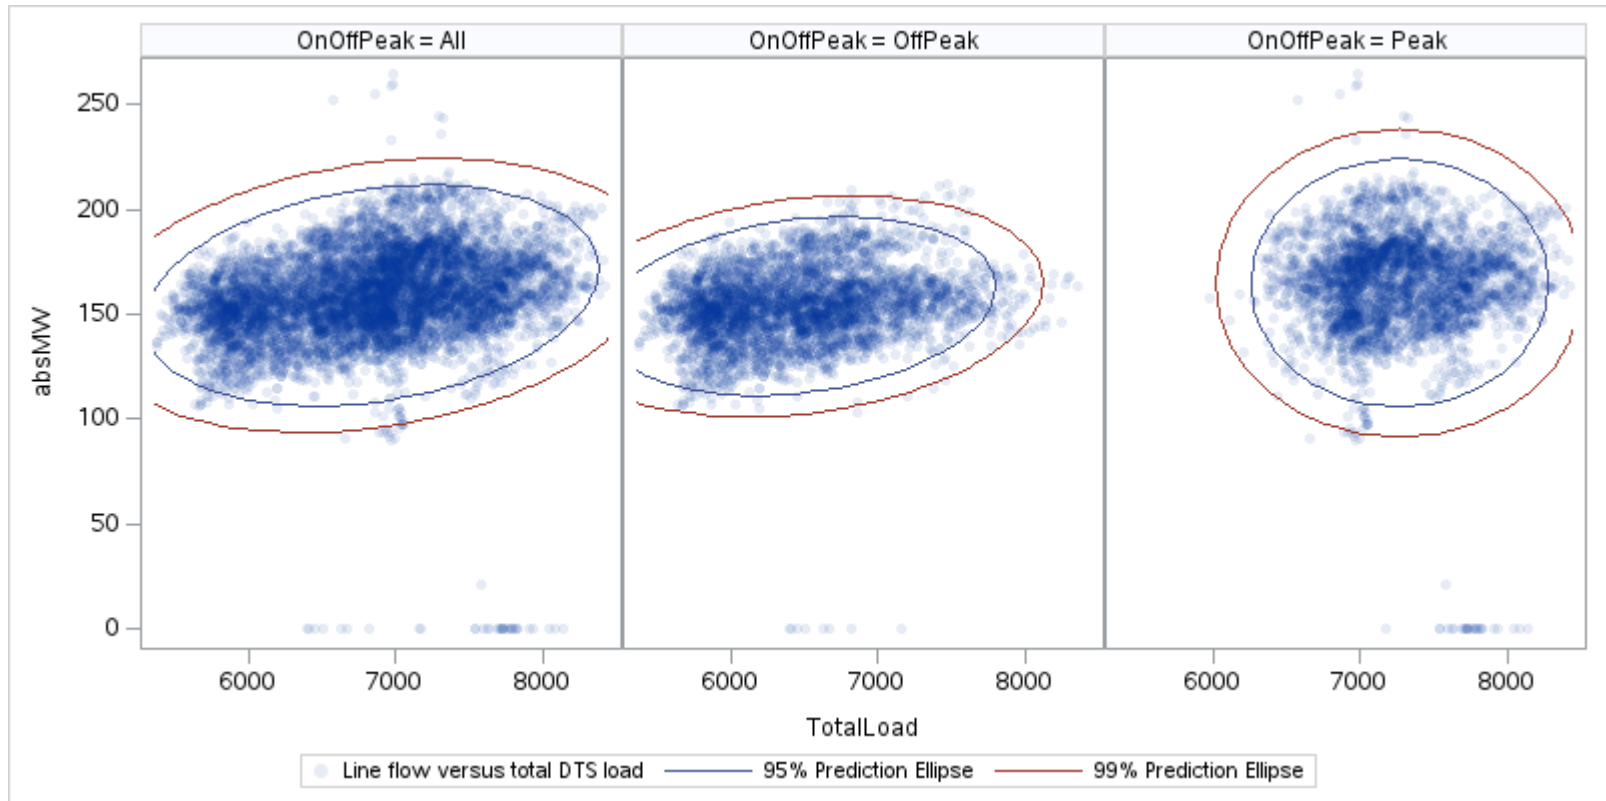 OnOffPeak = All
OnOffPeak = OffPeak
OnOffPeak = Peak
250
200
150
100
50
0
absMW
6000 7000 8000
6000 7000 8000
6000 7000 8000
TotalLoad
Line flow versus total DTS load
95% Prediction Ellipse
99% Prediction Ellipse